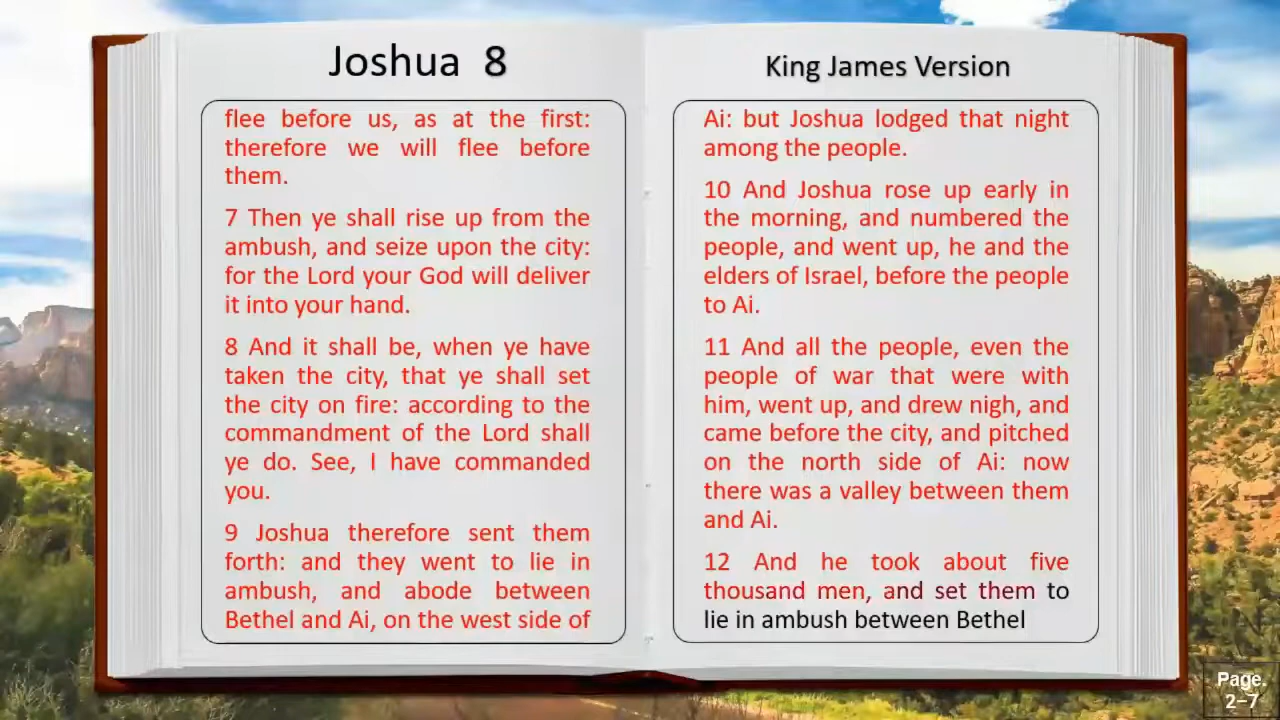 Joshua 8
flee before us, as at the first:
therefore we will flee before
them.
7 Then ye shall rise up from the
ambush, and seize upon the city:
for the Lord your God will deliver
it into your hand.
8 And it shall be, when ye have
taken the city, that ye shall set
the city on fire: according to the
commandment of the Lord shall
ye do. See, I have commanded
you.
9 Joshua therefore sent them
forth: and they went to lie in
ambush, and abode between
Bethel and Ai, on the west side of
King James Version
Ai: but Joshua lodged that night
among the people.
10 And Joshua rose up early in
the morning, and numbered the
people, and went up, he and the
elders of Israel, before the people
to Ai.
11 And all the people, even the
people of war that were with
him, went up, and drew nigh, and
came before the city, and pitched
on the north side of Ai: now
there was a valley between them
and Ai.
12 And he took about five
thousand men, and set them to
lie in ambush between Bethel
Page.
2-7